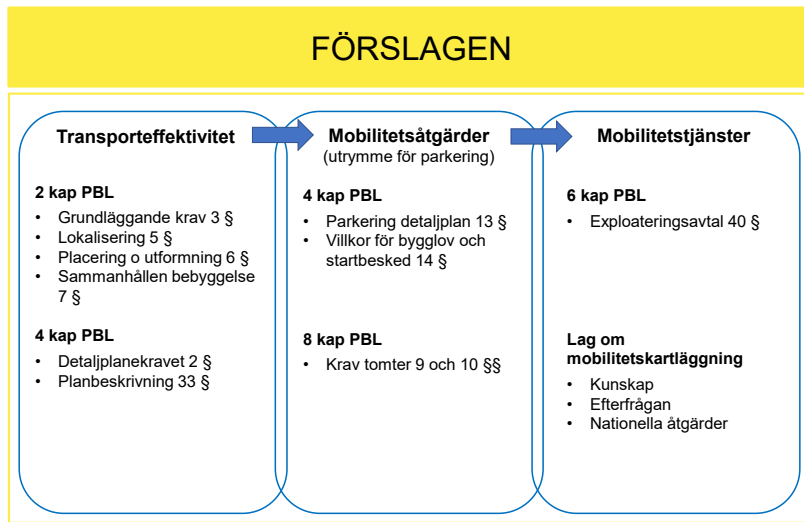 FÖRSLAGEN
Transporteffektivitet
2 kap PBL
• Grundläggande krav 3 §
• Lokalisering 5 §
• Placering o utformning 6 §
• Sammanhållen bebyggelse
7 §
4 kap PBL
• Detaljplanekravet 2 §
• Planbeskrivning 33 §
Mobilitetsåtgärder
(utrymme för parkering)
4 kap PBL
• Parkering detaljplan 13 §
• Villkor för bygglov och
startbesked 14 §
8 kap PBL
• Krav tomter 9 och 10 §§
Mobilitetstjänster
6 kap PBL
• Exploateringsavtal 40 §
Lag om
mobilitetskartläggning
• Kunskap
• Efterfrågan
• Nationella åtgärder